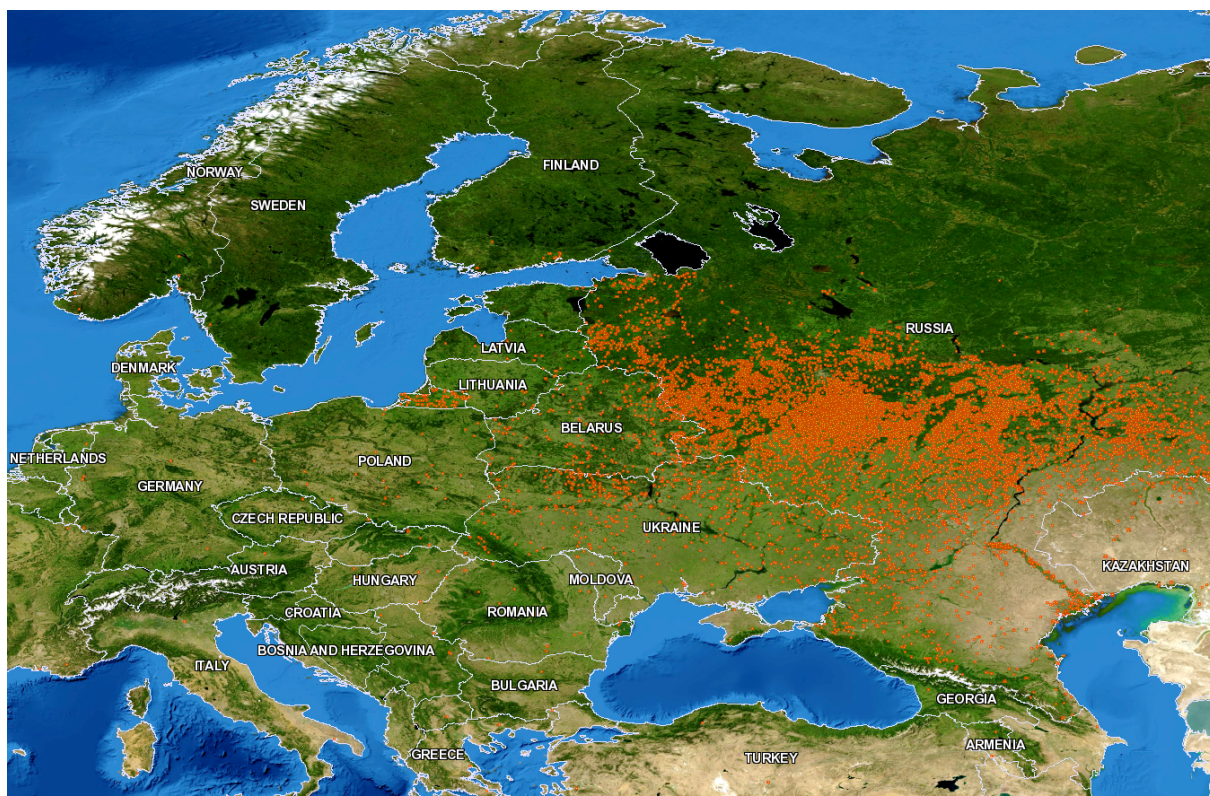 FINLAND
NORWAY
SWEDEN
RUSSIA
LATVIA
DENMARK
LITHUANIA
BELARUS
NETHERLANDS
POLAND
GERMANY
CZECH REPUBLIC
UKRAINE
KAZAKHSTAN
AUSTRIA
HUNGARY
MOLDOVA
CROATIA
ROMANIA
BOSNIA AND HERZEGOVINA
ITALY
BULGARIA
GEORGIA
ARMENIA
GREECE
TURKEY